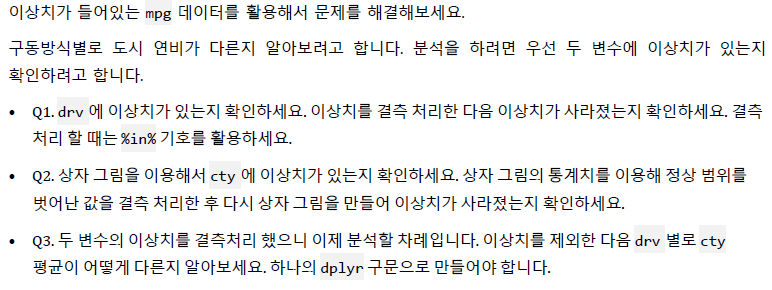 이상치가 들어있는 mpg 데이터를 활용해서 문제를 해결해보세요.
구동방식별로 도시 연비가 다른지 알아보려고 합니다. 분석을 하려면 우선 두 변수에 이상치가 있는지
확인하려고 합니다.
• Q1. drv 에 이상치가 있는지 확인하세요. 이상치를 결측 처리한 다음 이상치가 사라졌는지 확인하세요. 결측
처리 할 때는 %in% 기호를 활용하세요.
• Q2. 상자 그림을 이용해서 cty 에 이상치가 있는지 확인하세요. 상자 그림의 통계치를 이용해 정상 범위를
벗어난 값을 결측 처리한 후 다시 상자 그림을 만들어 이상치가 사라졌는지 확인하세요.
• Q3. 두 변수의 이상치를 결측처리 했으니 이제 분석할 차례입니다. 이상치를 제외한 다음 drv 별로 cty
평균이 어떻게 다른지 알아보세요. 하나의 dplyr 구문으로 만들어야 합니다.